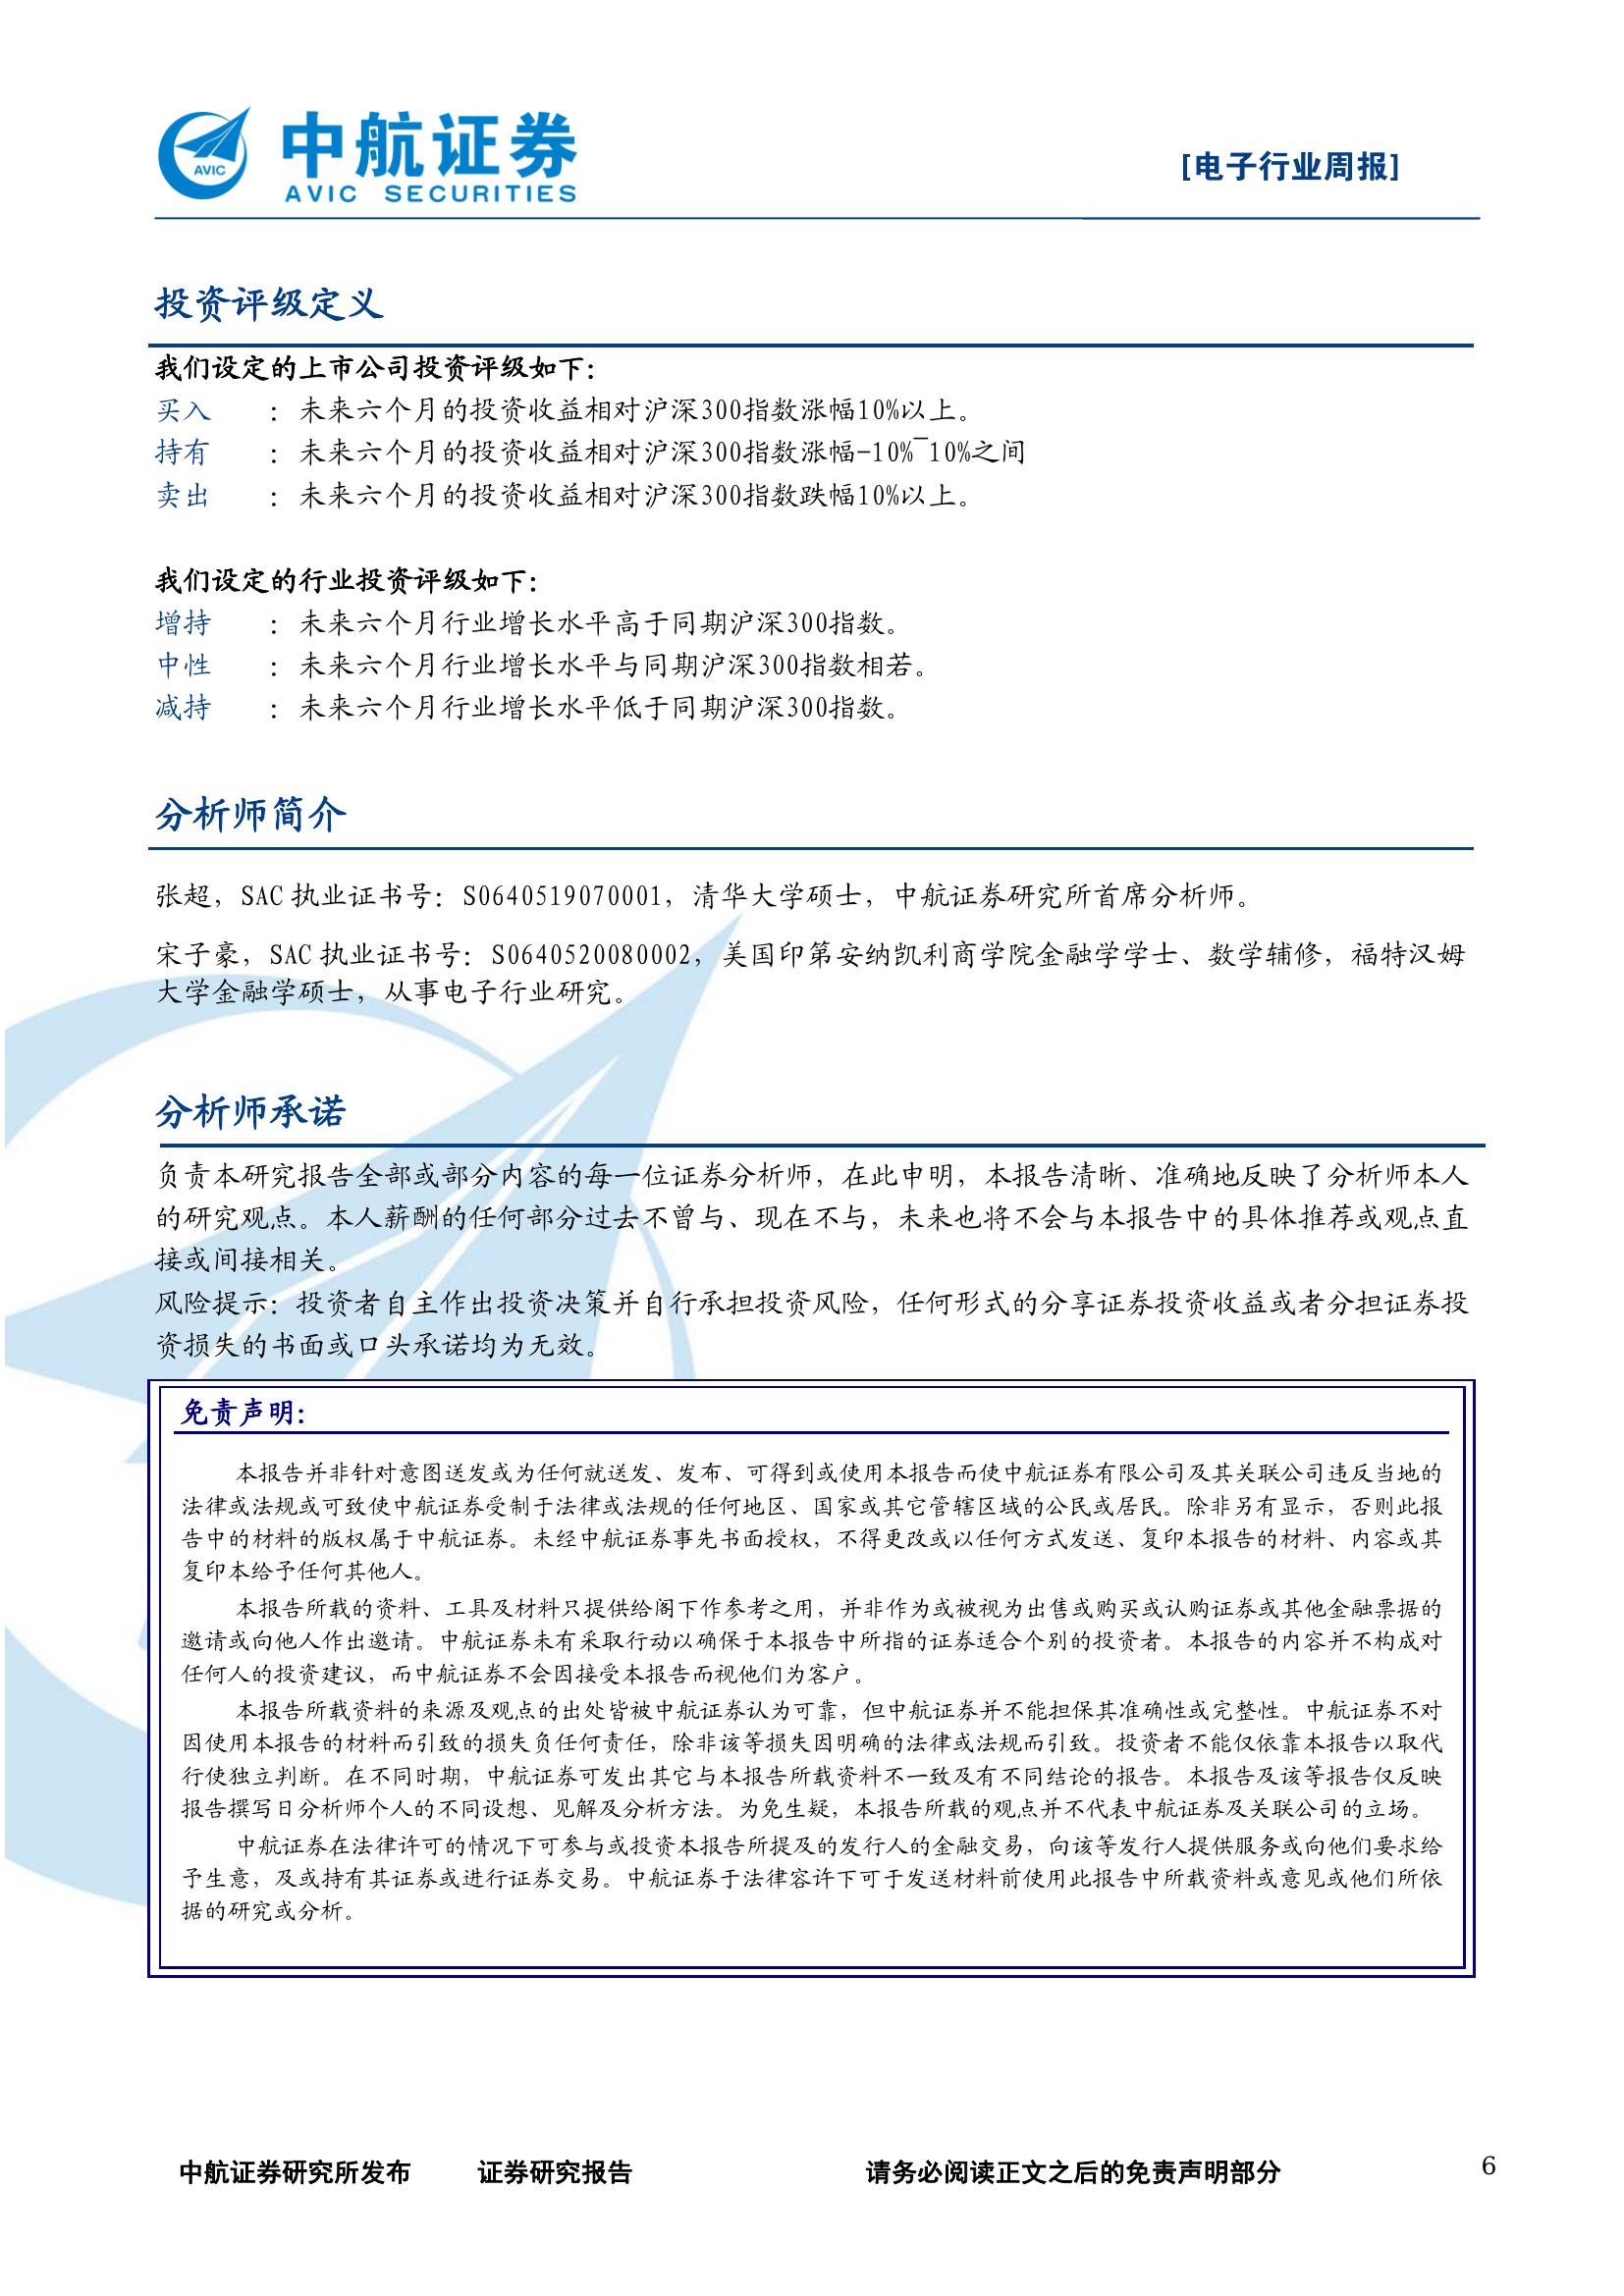 中航证券
AVIC SECURITIES
AVIC
[电子行业周报]
投资评级定义
我们设定的上市公司投资评级如下：
买入 ：未来六个月的投资收益相对沪深300指数涨幅10%以上。
持有 ：未来六个月的投资收益相对沪深300指数涨幅-10%~10%之间
卖出 ：未来六个月的投资收益相对沪深300指数跌幅10%以上。
我们设定的行业投资评级如下：
增持 ：未来六个月行业增长水平高于同期沪深300指数。
中性 ：未来六个月行业增长水平与同期沪深300指数相若。
减持 ：未来六个月行业增长水平低于同期沪深300指数。
分析师简介
张超，SAC 执业证书号：S0640519070001，清华大学硕士，中航证券研究所首席分析师。
宋子豪，SAC 执业证书号：S0640520080002，美国印第安纳凯利商学院金融学学士、数学辅修，福特汉姆
大学金融学硕士，从事电子行业研究。
分析师承诺
负责本研究报告全部或部分内容的每一位证券分析师，在此申明，本报告清晰、准确地反映了分析师本人
的研究观点。本人薪酬的任何部分过去不曾与、现在不与，未来也将不会与本报告中的具体推荐或观点直
接或间接相关。
风险提示：投资者自主作出投资决策并自行承担投资风险，任何形式的分享证券投资收益或者分担证券投
资损失的书面或口头承诺均为无效。
免责声明：
本报告并非针对意图送发或为任何就送发、发布、可得到或使用本报告而使中航证券有限公司及其关联公司违反当地的
法律或法规或可致使中航证券受制于法律或法规的任何地区、国家或其它管辖区域的公民或居民。除非另有显示，否则此报
告中的材料的版权属于中航证券。未经中航证券事先书面授权，不得更改或以任何方式发送、复印本报告的材料、内容或其
复印本给予任何其他人。
本报告所载的资料、工具及材料只提供给阁下作参考之用，并非作为或被视为出售或购买或认购证券或其他金融票据的
邀请或向他人作出邀请。中航证券未有采取行动以确保于本报告中所指的证券适合个别的投资者。本报告的内容并不构成对
任何人的投资建议，而中航证券不会因接受本报告而视他们为客户。
本报告所载资料的来源及观点的出处皆被中航证券认为可靠，但中航证券并不能担保其准确性或完整性。中航证券不对
因使用本报告的材料而引致的损失负任何责任，除非该等损失因明确的法律或法规而引致。投资者不能仅依靠本报告以取代
行使独立判断。在不同时期，中航证券可发出其它与本报告所载资料不一致及有不同结论的报告。本报告及该等报告仅反映
报告撰写日分析师个人的不同设想、见解及分析方法。为免生疑，本报告所载的观点并不代表中航证券及关联公司的立场。
中航证券在法律许可的情况下可参与或投资本报告所提及的发行人的金融交易，向该等发行人提供服务或向他们要求给
予生意，及或持有其证券或进行证券交易。中航证券于法律容许下可于发送材料前使用此报告中所载资料或意见或他们所依
据的研究或分析。
中航证券研究所发布 证券研究报告 请务必阅读正文之后的免责声明部分 6